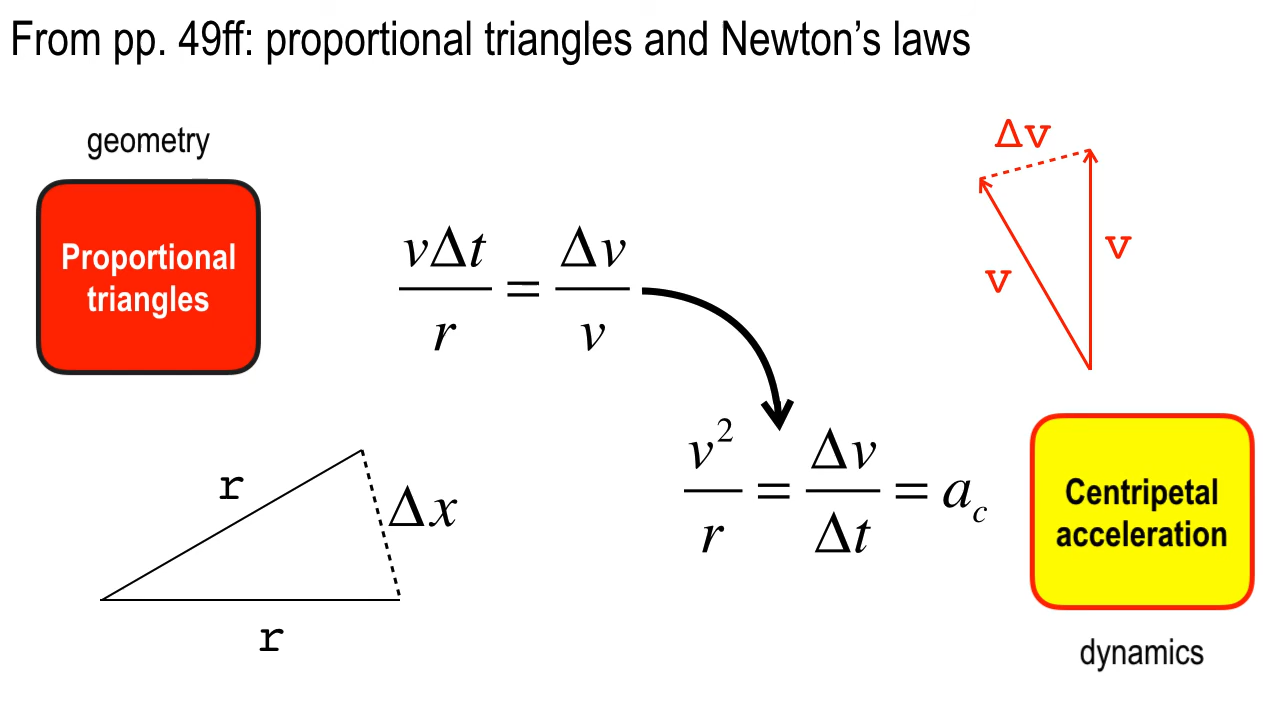 From pp. 49ff: proportional triangles and Newton’s laws
geometry
Proportional
triangles
vΔt / r = Δv / v
Δv
v
v
r
Δx
r
v² / r = Δv / Δt = a_c
Centripetal
acceleration
dynamics